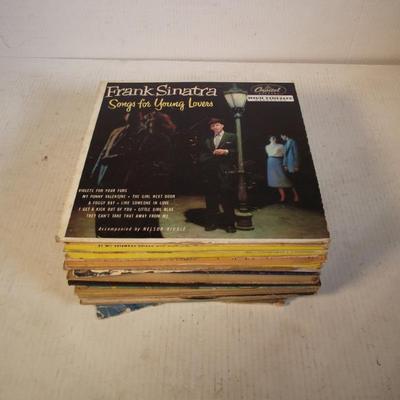 Frank Sinatra
Songs for Young Lovers
Capitol
VIOLETS FOR YOUR FURS
MY FUNNY VALENTINE • THE GIRL NEXT DOOR
A FOGGY DAY • LIKE SOMEONE IN LOVE
I GET A KICK OUT OF YOU • LITTLE GIRL BLUE
THEY CAN'T TAKE THAT AWAY FROM ME
Accompanied by NELSON RIDDLE